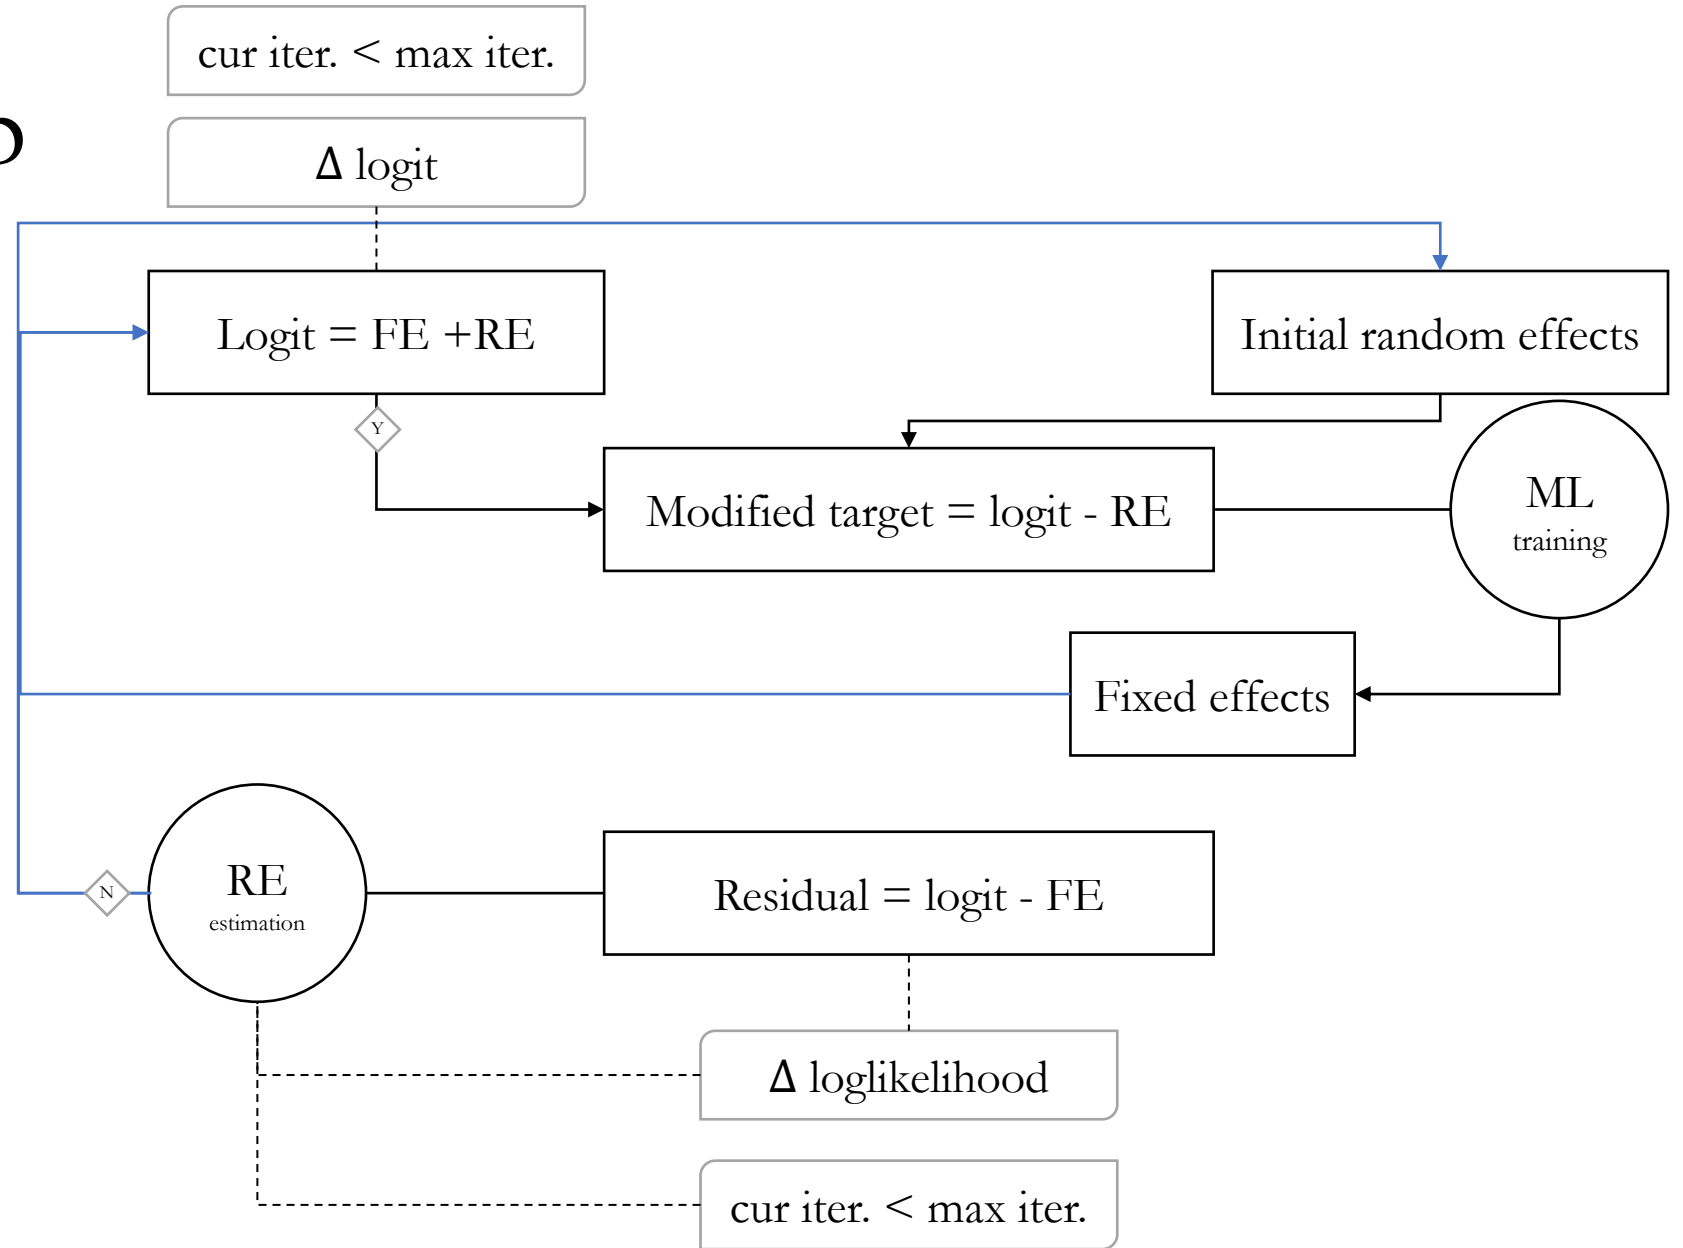 cur iter. < max iter.
Δ logit
Logit = FE +RE
Initial random effects
Y
Modified target = logit - RE
ML
training
Fixed effects
N
RE
estimation
Residual = logit - FE
Δ loglikelihood
cur iter. < max iter.